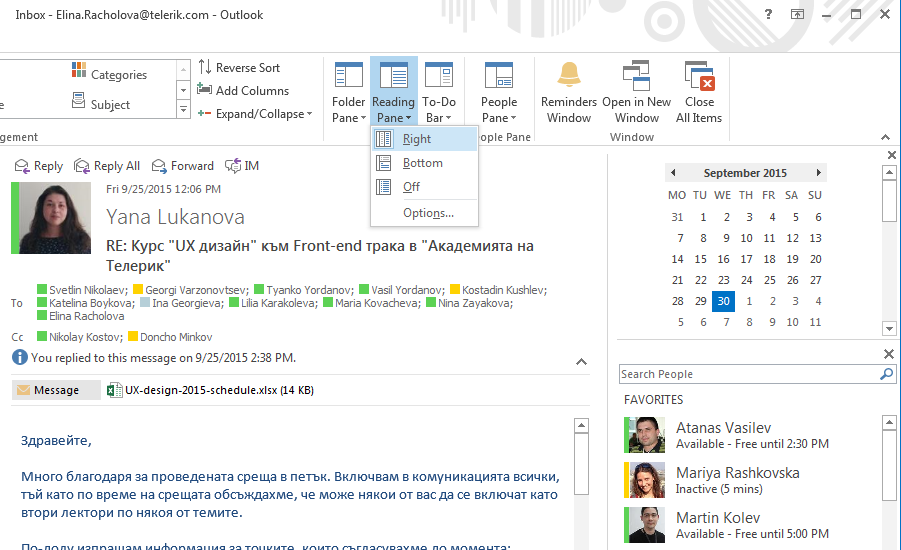 Inbox - Elina.Racholova@telerik.com - Outlook
?
Categories
Subject
Reverse Sort
Add Columns
Expand/Collapse
Folder Pane
Reading Pane
To-Do Bar
People Pane
Reminders Window
Open in New Window
Close All Items
gement
eople Pane
Window
Right
Bottom
Off
Options...
Reply
Reply All
Forward
IM
Fri 9/25/2015 12:06 PM
Yana Lukanova
RE: Курс "UX дизайн" към Front-end трака в "Академията на
Телерик"
To
Svetlin Nikolaev; Georgi Varzonovtsev; Tyanko Yordanov; Vasil Yordanov; Kostadin Kushlev;
Katelina Boykova; Ina Georgieva; Lilia Karakoleva; Maria Kovacheva; Nina Zayakova;
Elina Racholova
Cc Nikolay Kostov; Doncho Minkov
You replied to this message on 9/25/2015 2:38 PM.
Message
UX-design-2015-schedule.xlsx (14 KB)
Здравейте,
Много благодаря за проведената среща в петък. Включвам в комуникацията всички,
тъй като по време на срещата обсъждахме, че може някои от вас да се включат като
втори лектори по някоя от темите.
По-долу изпращам информация за точките, които съгласувахме до момента:
September 2015
MO TU WE TH FR SA SU
31 1 2 3 4 5 6
7 8 9 10 11 12 13
14 15 16 17 18 19 20
21 22 23 24 25 26 27
28 29 30 1 2 3 4
5 6 7 8 9 10 11
Search People
FAVORITES
Atanas Vasilev
Available - Free until 2:30 PM
Mariya Rashkovska
Inactive (5 mins)
Martin Kolev
Available - Free until 5:00 PM